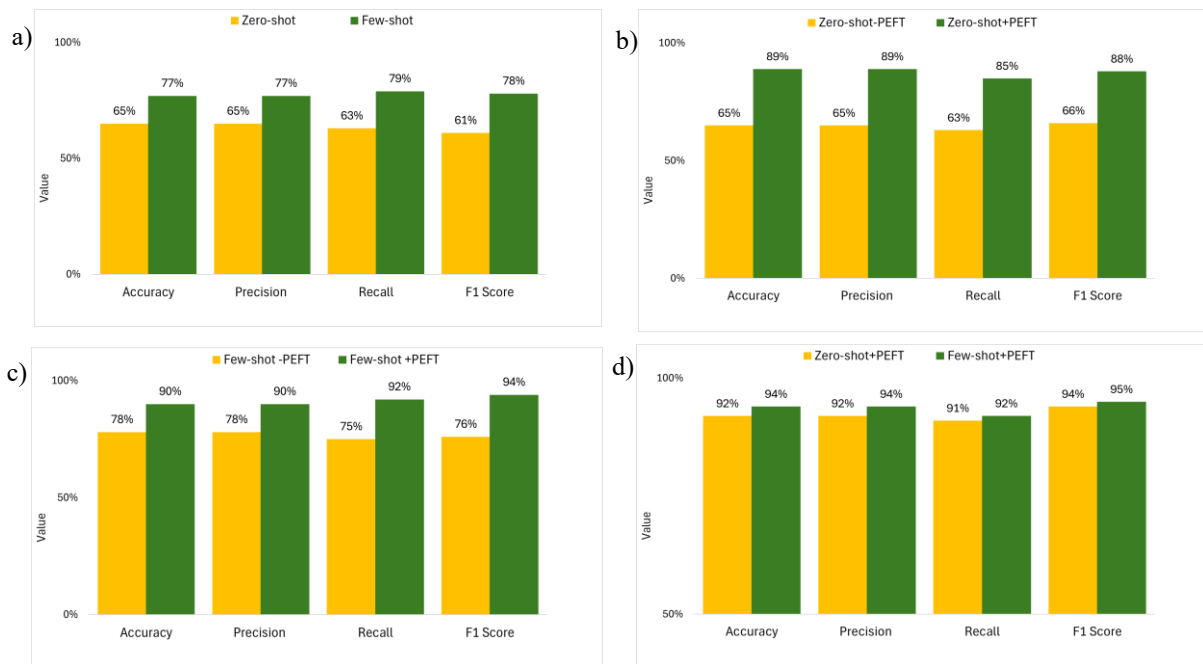 a)
Zero-shot Few-shot
100%
77% 77% 79% 78%
65% 65% 63% 61%
50%
Value
0%
Accuracy Precision Recall F1 Score
b)
Zero-shot-PEFT Zero-shot+PEFT
100%
89% 89% 85% 88%
65% 65% 63% 66%
50%
Value
0%
Accuracy Precision Recall F1 Score
c)
Few-shot -PEFT Few-shot +PEFT
100%
90% 90% 92% 94%
78% 78% 75% 76%
50%
Value
0%
Accuracy Precision Recall F1 Score
d)
Zero-shot+PEFT Few-shot+PEFT
100%
92% 94% 92% 94% 91% 92% 94% 95%
Value
50%
Accuracy Precision Recall F1 Score